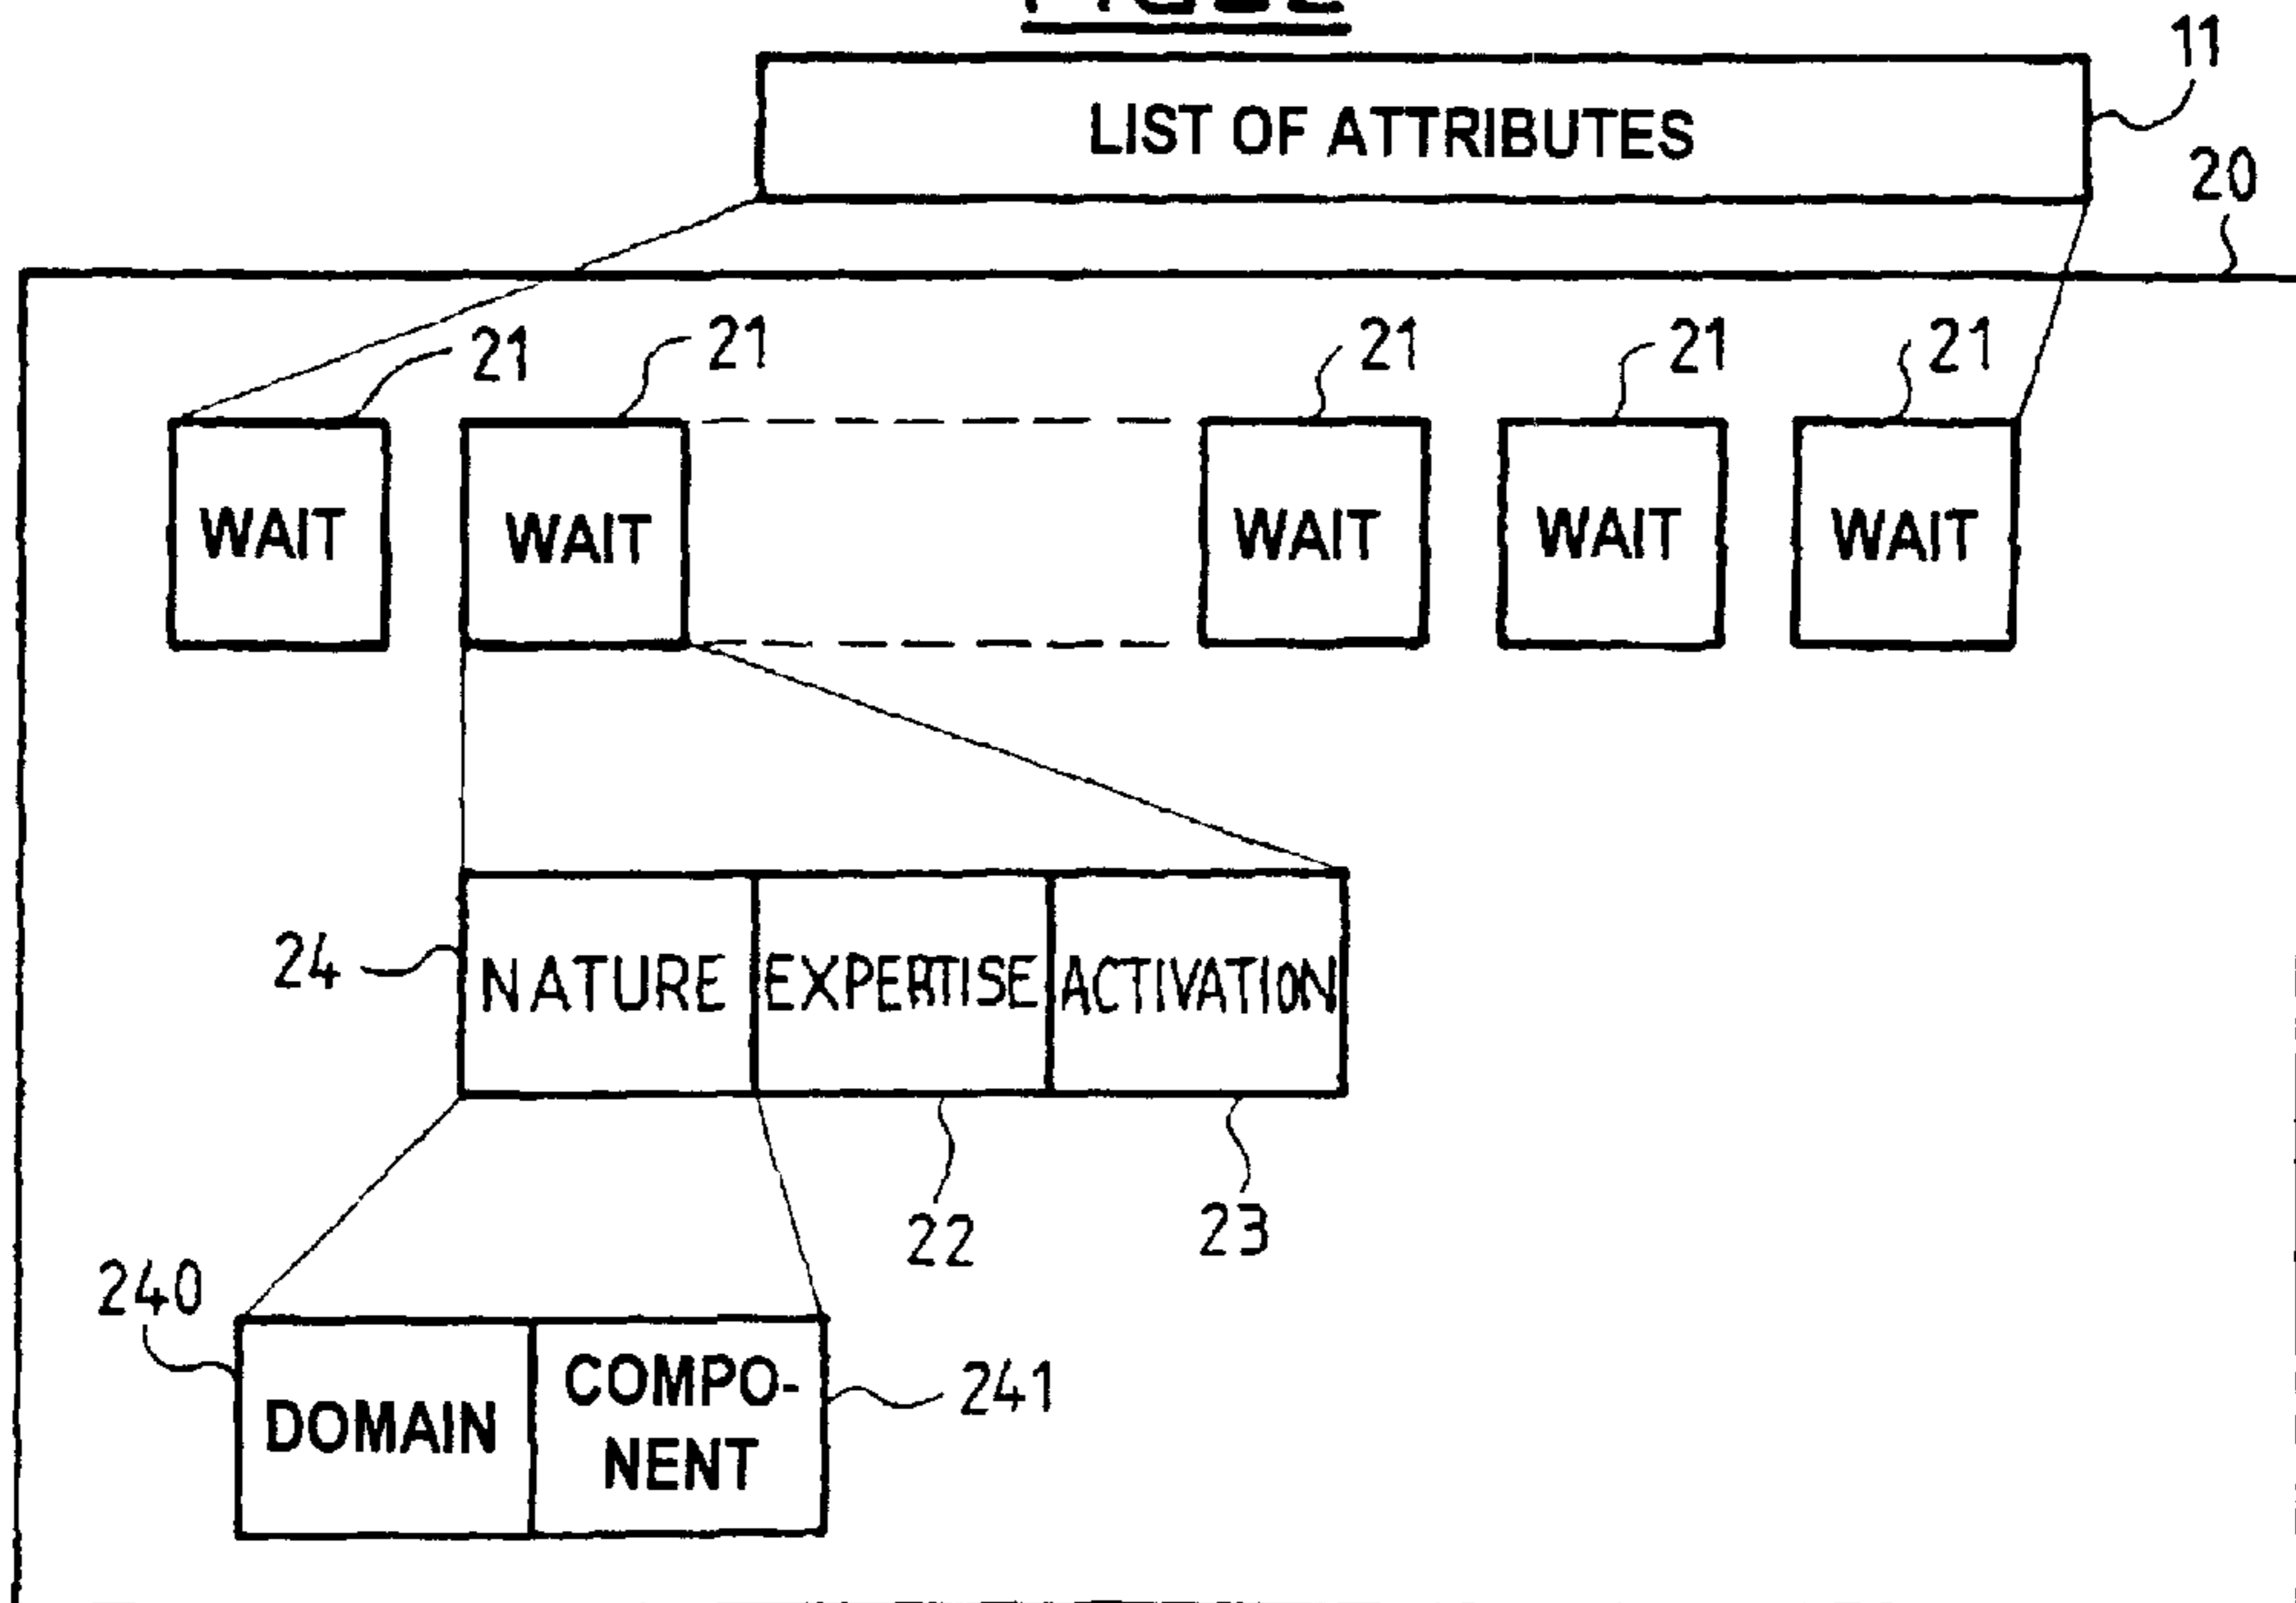 11
LIST OF ATTRIBUTES
20
21 21 21 21 21
WAIT WAIT WAIT WAIT WAIT
24 NATURE EXPERTISE ACTIVATION
22 23
240
DOMAIN COMPO-
NENT
241